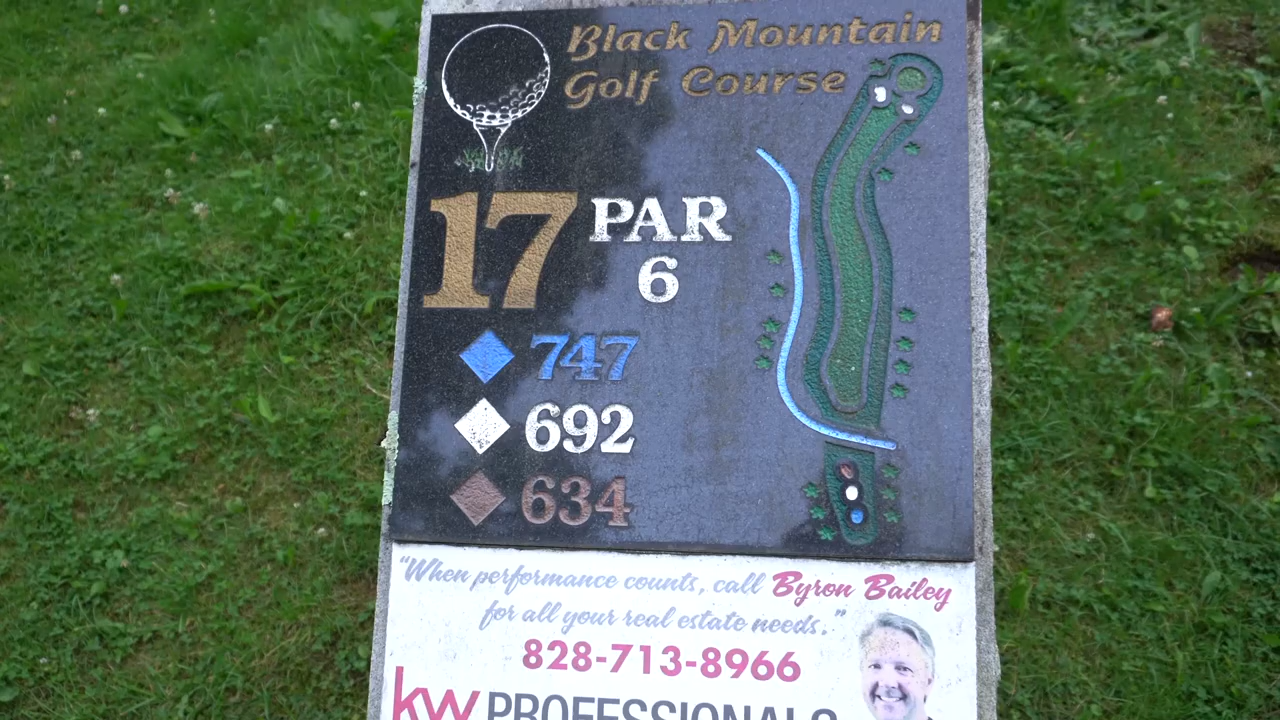 Black Mountain
Golf Course
17 PAR
6
747
692
634
"When performance counts, call Byron Bailey
for all your real estate needs."
828-713-8966
kw PROFESSIONALS